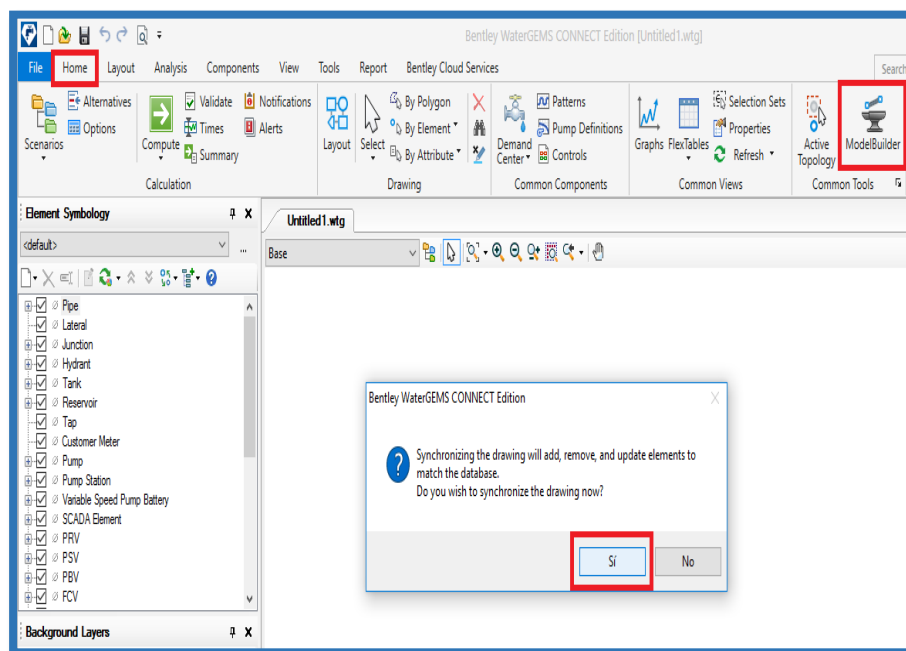 Bentley WaterGEMS CONNECT Edition [Untitled1.wtg]
File Home Layout Analysis Components View Tools Report Bentley Cloud Services Search
Scenarios
Alternatives
Options
Compute
Validate
Times
Summary
Notifications
Alerts
Calculation
Layout
Select
By Polygon
By Element
By Attribute
Drawing
Demand
Center
Patterns
Pump Definitions
Controls
Common Components
Graphs
FlexTables
Selection Sets
Properties
Refresh
Common Views
Active
Topology
ModelBuilder
Common Tools
Element Symbology
<default>
...
Pipe
Lateral
Junction
Hydrant
Tank
Reservoir
Tap
Customer Meter
Pump
Pump Station
Variable Speed Pump Battery
SCADA Element
PRV
PSV
PBV
FCV
Background Layers
Untitled1.wtg
Base
Bentley WaterGEMS CONNECT Edition
X
Synchronizing the drawing will add, remove, and update elements to
match the database.
Do you wish to synchronize the drawing now?
Sí
No